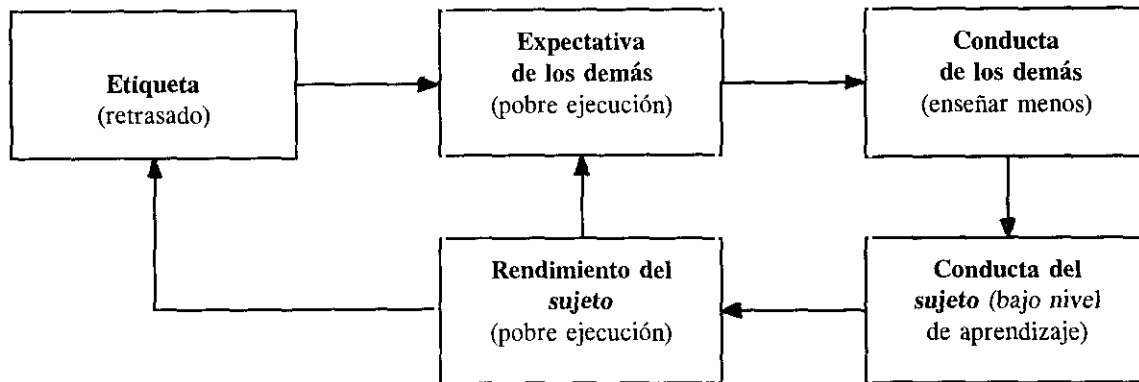 Etiqueta
(retrasado)
Expectativa
de los demás
(pobre ejecución)
Conducta
de los demás
(enseñar menos)
Rendimiento del
sujeto
(pobre ejecución)
Conducta del
sujeto (bajo nivel
de aprendizaje)